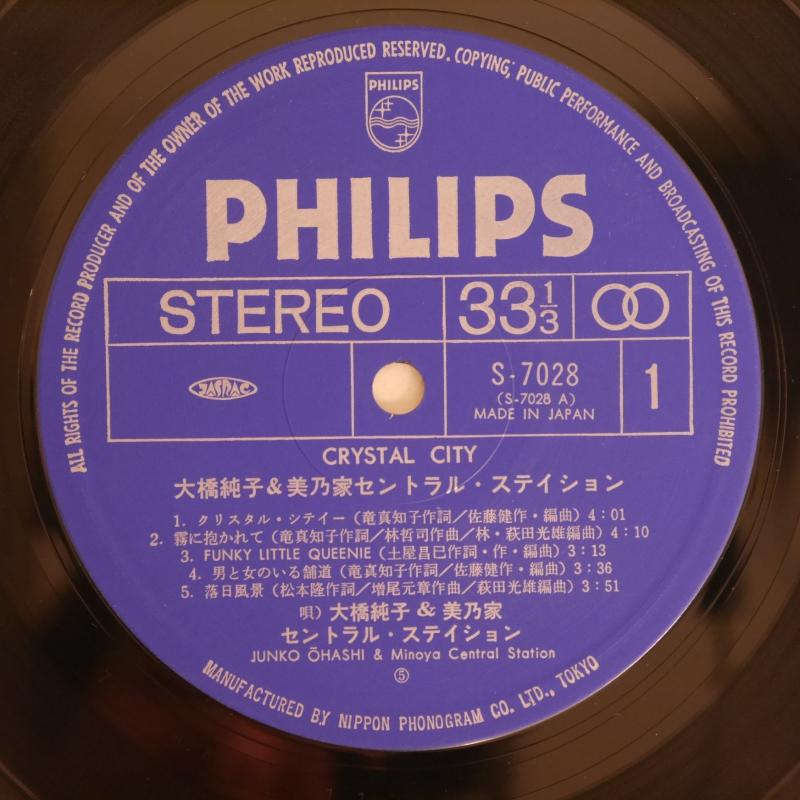 ALL RIGHTS OF THE RECORD PRODUCER AND OF THE OWNER OF THE WORK REPRODUCED RESERVED. COPYING, PUBLIC PERFORMANCE AND BROADCASTING OF THIS RECORD PROHIBITED
PHILIPS
PHILIPS
STEREO 33 1/3
JASRAC
S-7028
(S-7028 A)
MADE IN JAPAN
1
CRYSTAL CITY
大橋純子&美乃家セントラル・ステイション
1. クリスタル・シティー（竜真知子作詞／佐藤健作・編曲）4:01
2. 霧に抱かれて（竜真知子作詞／林哲司作曲／林・萩田光雄編曲）4:10
3. FUNKY LITTLE QUEENIE（土屋昌巳作詞・作・編曲）3:13
4. 男と女のいる舗道（竜真知子作詞／佐藤健作・編曲）3:36
5. 落日風景（松本隆作詞／増尾元章作曲／萩田光雄編曲）3:51
唄）大橋純子 & 美乃家
セントラル・ステイション
JUNKO ŌHASHI & Minoya Central Station
⑤
MANUFACTURED BY NIPPON PHONOGRAM CO. LTD., TOKYO